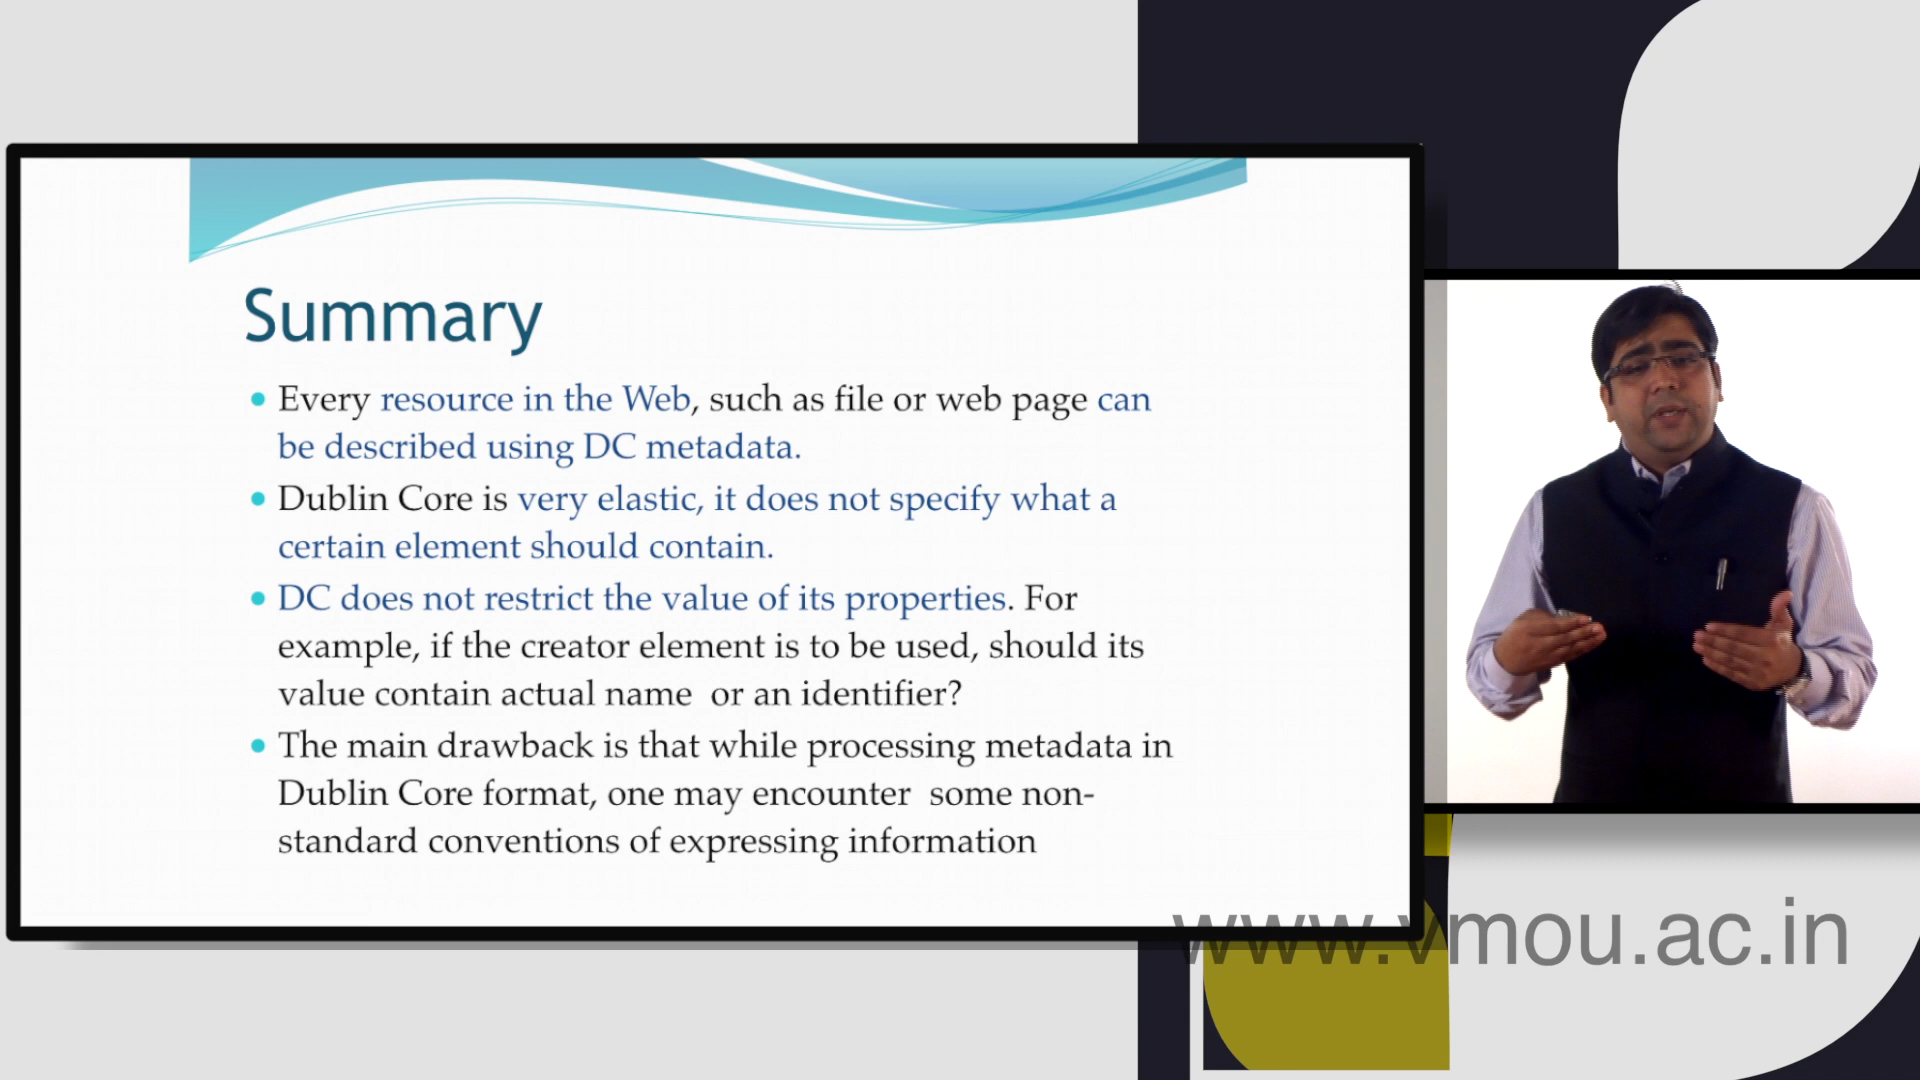 Summary
Every resource in the Web, such as file or web page can
be described using DC metadata.
Dublin Core is very elastic, it does not specify what a
certain element should contain.
DC does not restrict the value of its properties. For
example, if the creator element is to be used, should its
value contain actual name or an identifier?
The main drawback is that while processing metadata in
Dublin Core format, one may encounter some non-
standard conventions of expressing information
www.vmou.ac.in